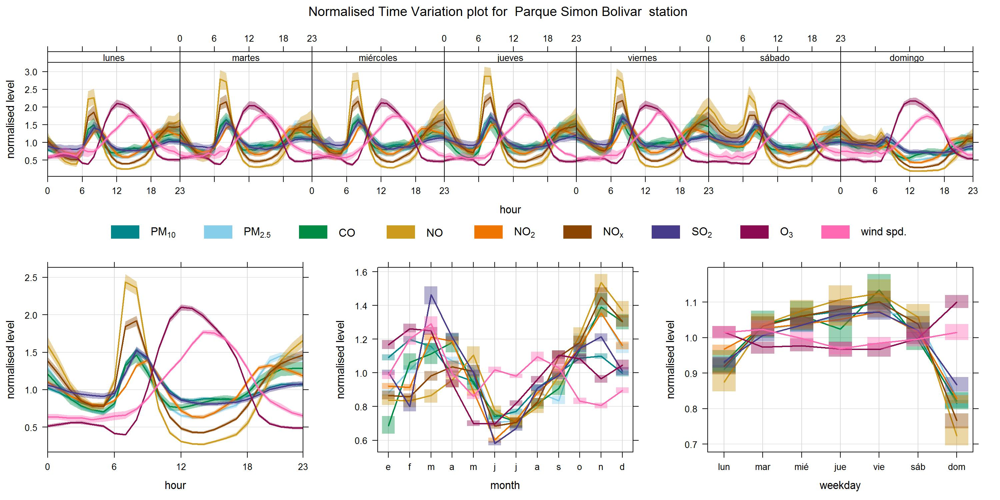 Normalised Time Variation plot for Parque Simon Bolivar station
0 6 12 18 23 0 6 12 18 23 0 6 12 18 23
lunes martes miércoles jueves viernes sábado domingo
normalised level
3.0
2.5
2.0
1.5
1.0
0.5
0 6 12 18 23 0 6 12 18 23 0 6 12 18 23 0 6 12 18 23
hour
PM10 PM2.5 CO NO NO2 NOx SO2 O3 wind spd.
normalised level
2.5
2.0
1.5
1.0
0.5
0 6 12 18 23
hour
normalised level
1.6
1.4
1.2
1.0
0.8
0.6
e f m a m j j a s o n d
month
normalised level
1.1
1.0
0.9
0.8
0.7
lun mar mié jue vie sáb dom
weekday